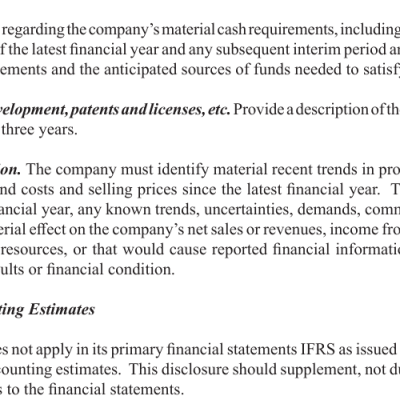 regarding the company's material cash requirements, including
f the latest financial year and any subsequent interim period a
ements and the anticipated sources of funds needed to satisf
velopment, patents and licenses, etc. Provide a description of th
three years.
ion. The company must identify material recent trends in pro
nd costs and selling prices since the latest financial year. T
ancial year, any known trends, uncertainties, demands, comm
erial effect on the company's net sales or revenues, income fro
resources, or that would cause reported financial informati
ults or financial condition.
ting Estimates
es not apply in its primary financial statements IFRS as issued
counting estimates. This disclosure should supplement, not du
s to the financial statements.